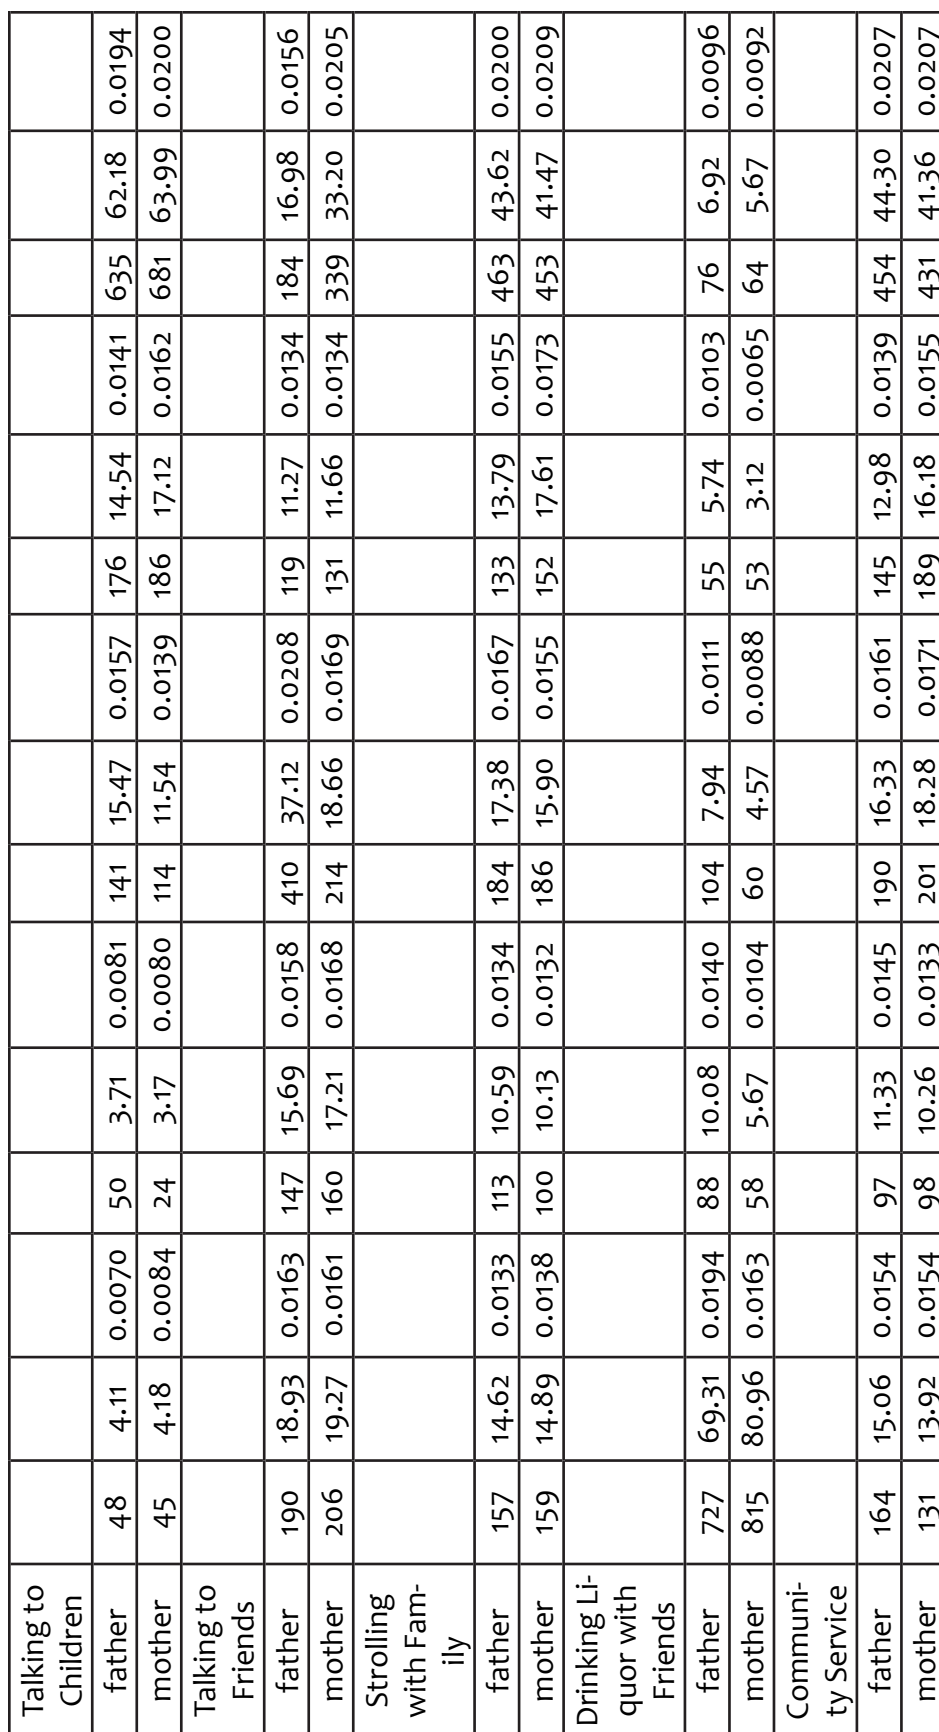 Talking to
Children
father 48 4.11 0.0070 50 3.71 0.0081 141 15.47 0.0157 176 14.54 0.0141 635 62.18 0.0194
mother 45 4.18 0.0084 24 3.17 0.0080 114 11.54 0.0139 186 17.12 0.0162 681 63.99 0.0200
Talking to
Friends
father 190 18.93 0.0163 147 15.69 0.0158 410 37.12 0.0208 119 11.27 0.0134 184 16.98 0.0156
mother 206 19.27 0.0161 160 17.21 0.0168 214 18.66 0.0169 131 11.66 0.0134 339 33.20 0.0205
Strolling
with Fam-
ily
father 157 14.62 0.0133 113 10.59 0.0134 184 17.38 0.0167 133 13.79 0.0155 463 43.62 0.0200
mother 159 14.89 0.0138 100 10.13 0.0132 186 15.90 0.0155 152 17.61 0.0173 453 41.47 0.0209
Drinking Li-
quor with
Friends
father 727 69.31 0.0194 88 10.08 0.0140 104 7.94 0.0111 55 5.74 0.0103 76 6.92 0.0096
mother 815 80.96 0.0163 58 5.67 0.0104 60 4.57 0.0088 53 3.12 0.0065 64 5.67 0.0092
Communi-
ty Service
father 164 15.06 0.0154 97 11.33 0.0145 190 16.33 0.0161 145 12.98 0.0139 454 44.30 0.0207
mother 131 13.92 0.0154 98 10.26 0.0133 201 18.28 0.0171 189 16.18 0.0155 431 41.36 0.0207